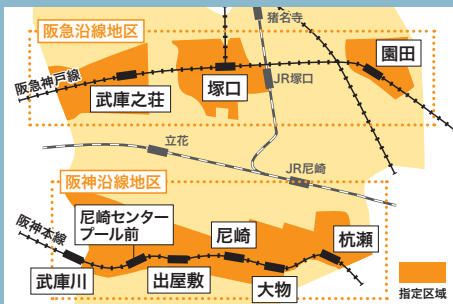 阪急沿線地区
猪名寺
園田
阪急神戸線
武庫之荘
塚口
JR塚口
立花
JR尼崎
阪神沿線地区
阪神本線
尼崎センター
プール前
尼崎
杭瀬
武庫川
出屋敷
大物
指定区域